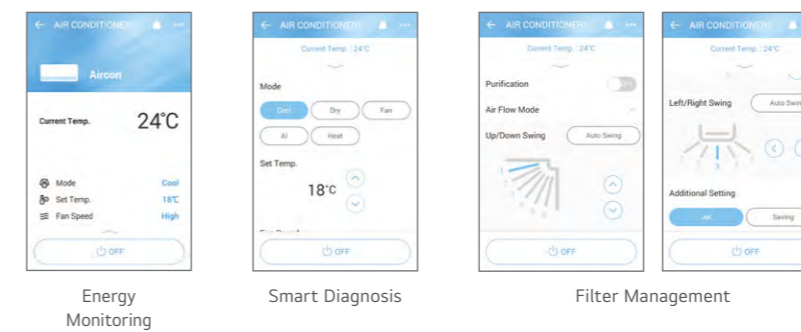 AIR CONDITIONER
Aircon
Current Temp.
24°C
Mode
Cool
Set Temp.
18°C
Fan Speed
High
OFF
Energy
Monitoring
AIR CONDITIONER
Current Temp. : 24°C
Mode
Cool
Dry
Fan
AI
Heat
Set Temp.
18°C
OFF
Smart Diagnosis
AIR CONDITIONER
Current Temp. : 24°C
Purification
Air Flow Mode
Up/Down Swing
Auto Swing
OFF
AIR CONDITIONER
Current Temp. : 24°C
Left/Right Swing
Auto Swin
Additional Setting
Jet
Saving
OFF
Filter Management